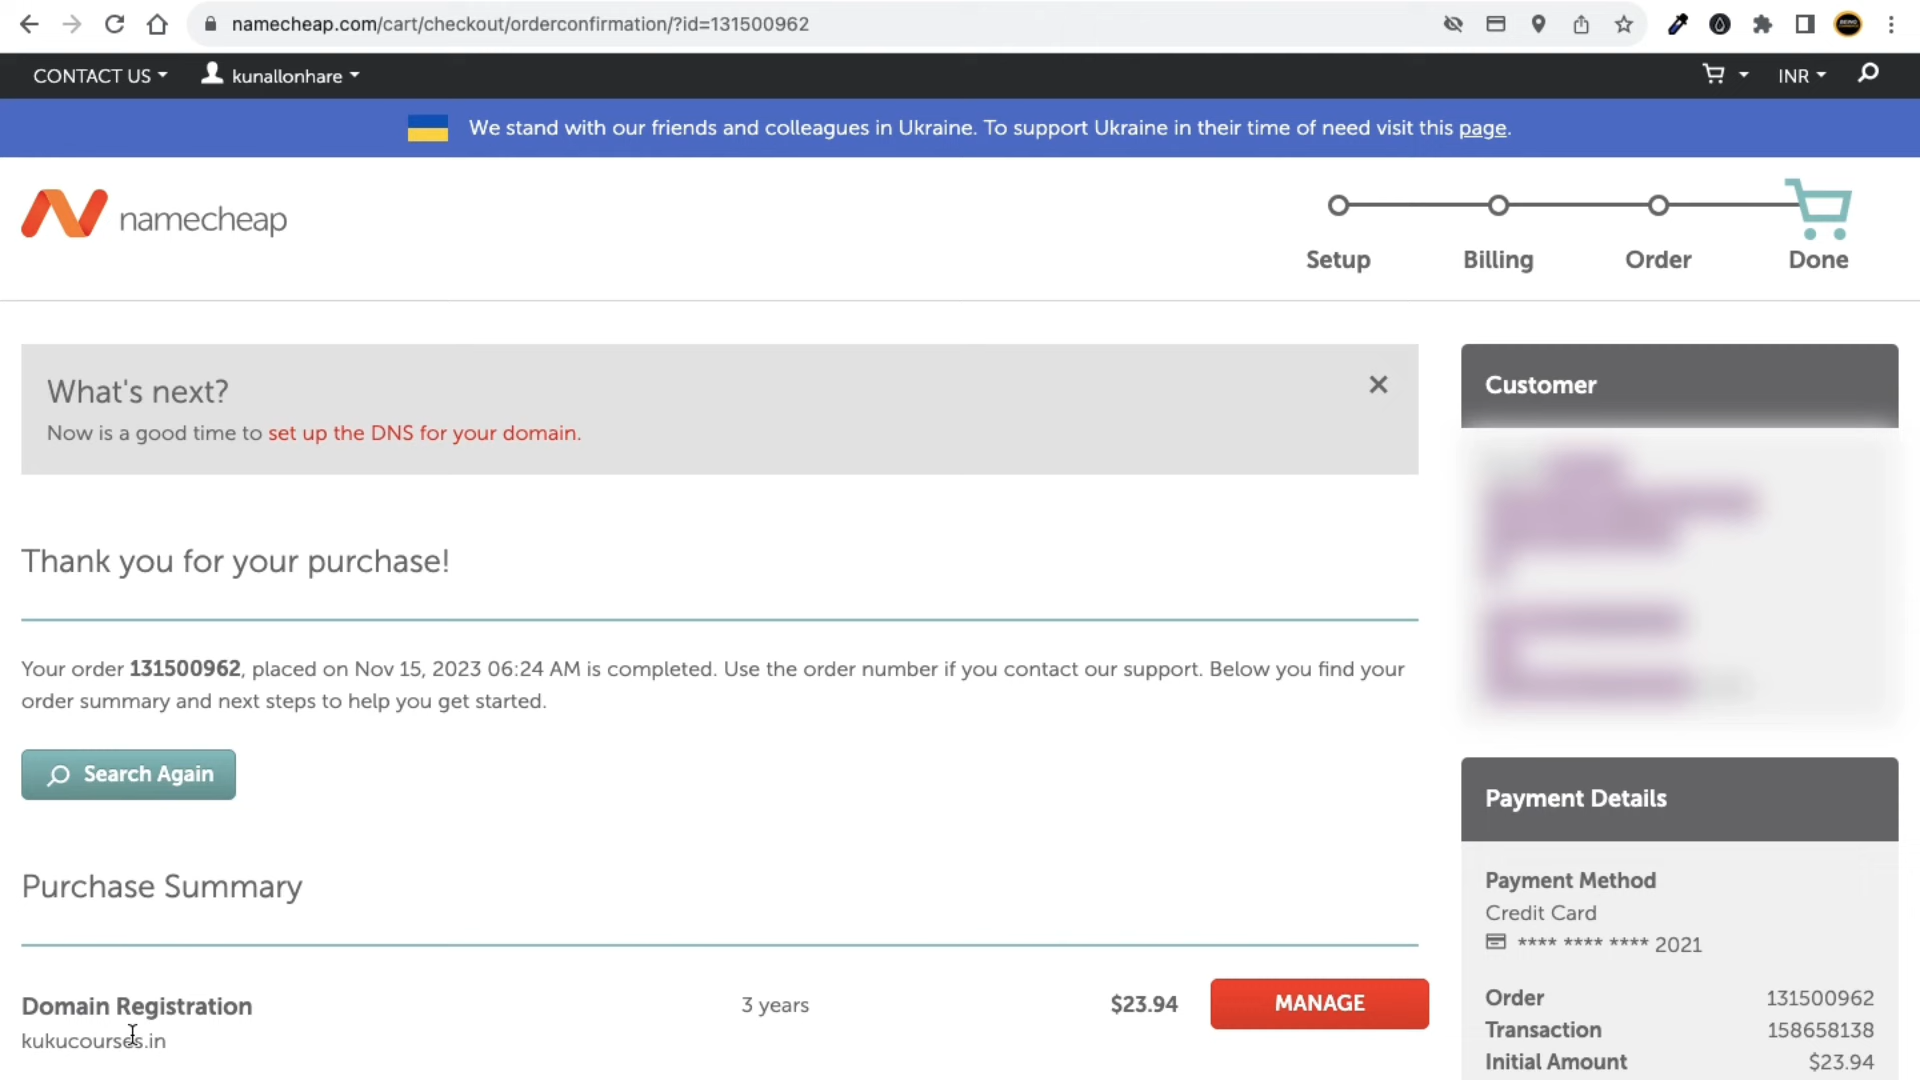 namecheap.com/cart/checkout/orderconfirmation/?id=131500962
CONTACT US
kunallonhare
INR
We stand with our friends and colleagues in Ukraine. To support Ukraine in their time of need visit this page.
namecheap
Setup
Billing
Order
Done
What's next?
Now is a good time to set up the DNS for your domain.
Thank you for your purchase!
Your order 131500962, placed on Nov 15, 2023 06:24 AM is completed. Use the order number if you contact our support. Below you find your
order summary and next steps to help you get started.
Search Again
Purchase Summary
Domain Registration
kukucourses.in
3 years
$23.94
MANAGE
Customer
Payment Details
Payment Method
Credit Card
**** **** **** 2021
Order 131500962
Transaction 158658138
Initial Amount $23.94